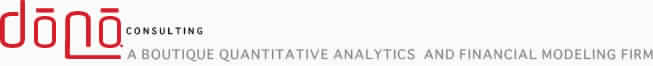 dōnō CONSULTING
A BOUTIQUE QUANTITATIVE ANALYTICS AND FINANCIAL MODELING FIRM